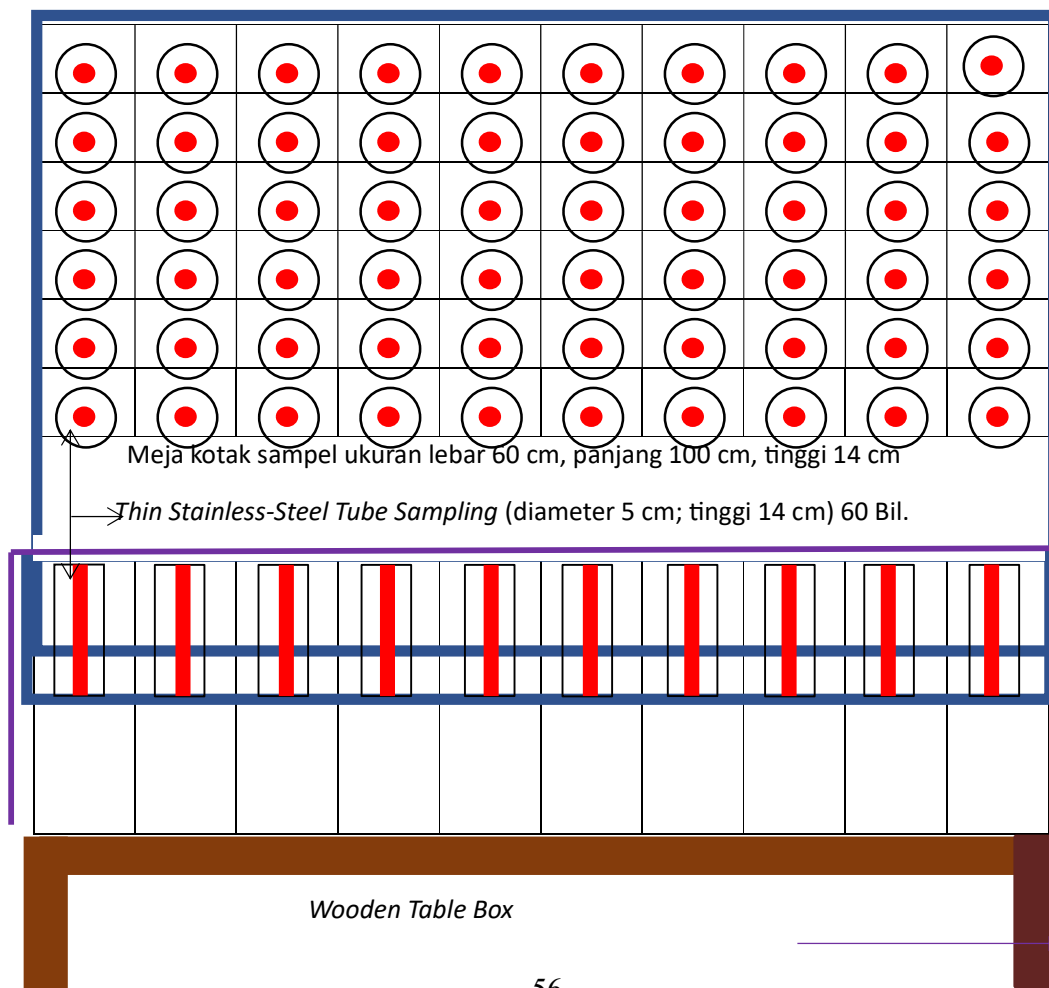 Meja kotak sampel ukuran lebar 60 cm, panjang 100 cm, tinggi 14 cm
Thin Stainless-Steel Tube Sampling (diameter 5 cm; tinggi 14 cm) 60 Bil.
Wooden Table Box
56